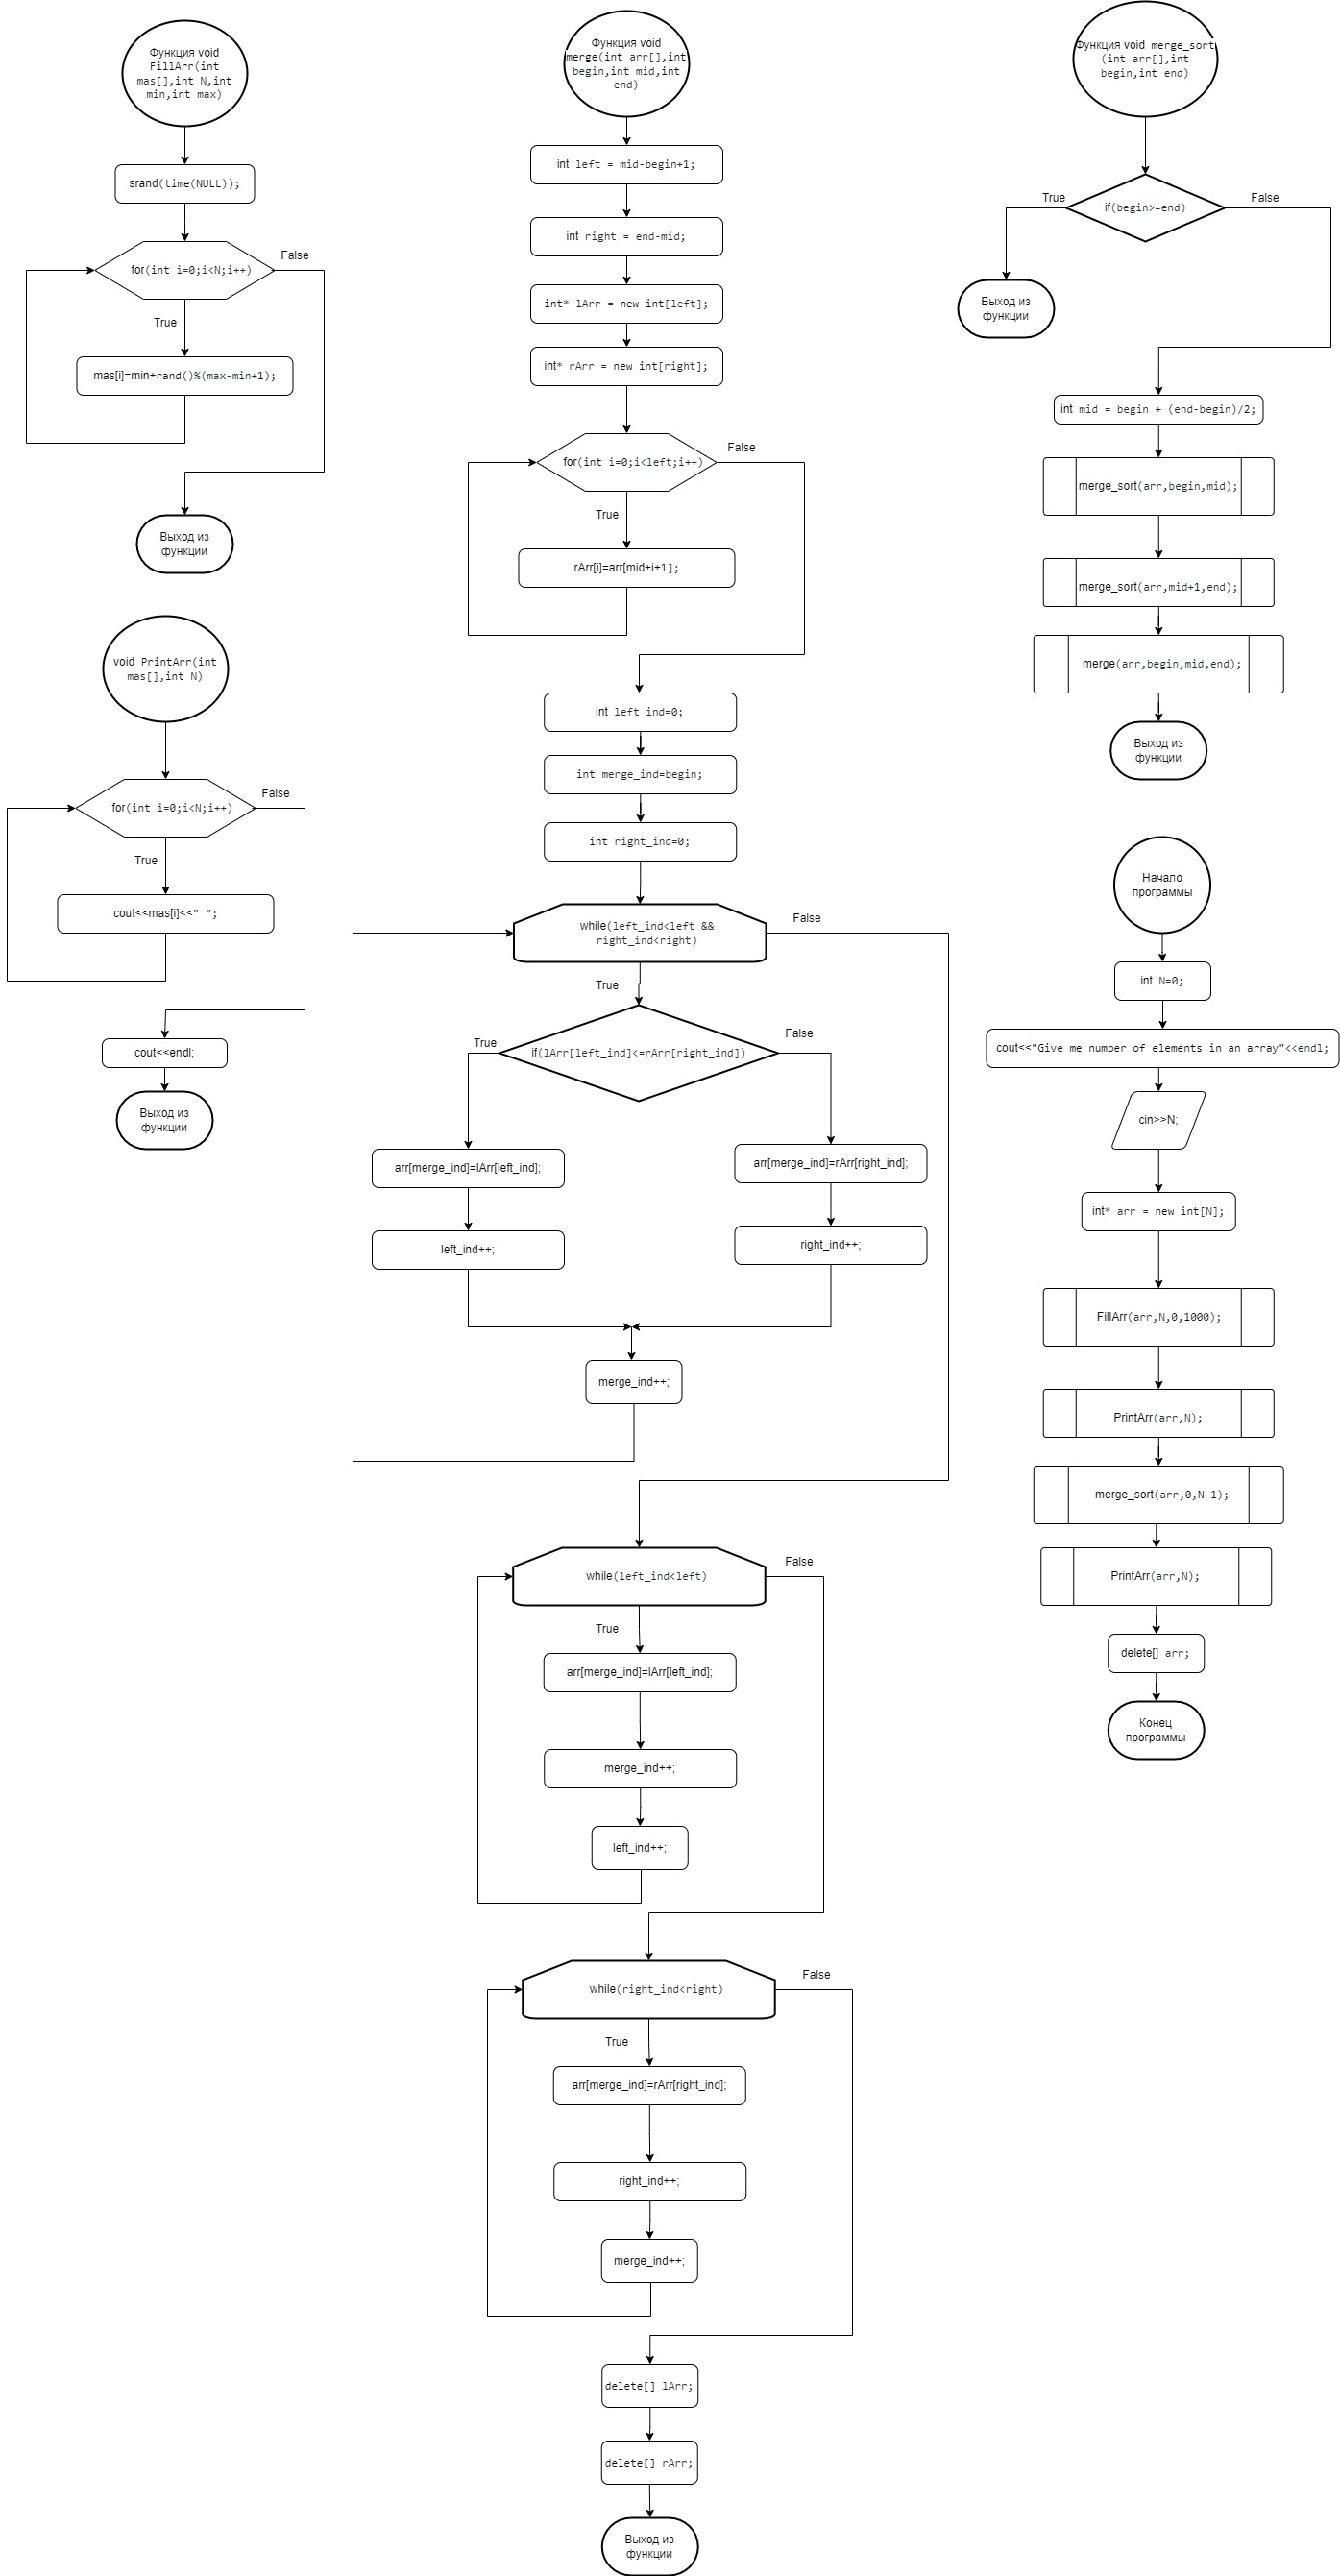 Функция void
FillArr(int
mas[],int N,int
min,int max)
srand(time(NULL));
for(int i=0;i<N;i++)
False
True
mas[i]=min+rand()%(max-min+1);
Выход из
функции
void PrintArr(int
mas[],int N)
for(int i=0;i<N;i++)
False
True
cout<<mas[i]<<" ";
cout<<endl;
Выход из
функции
Функция void
merge(int arr[],int
begin,int mid,int
end)
int left = mid-begin+1;
int right = end-mid;
int* lArr = new int[left];
int* rArr = new int[right];
for(int i=0;i<left;i++)
False
True
rArr[i]=arr[mid+i+1];
int left_ind=0;
int merge_ind=begin;
int right_ind=0;
while(left_ind<left &&
right_ind<right)
False
True
if(lArr[left_ind]<=rArr[right_ind])
True
False
arr[merge_ind]=lArr[left_ind];
arr[merge_ind]=rArr[right_ind];
left_ind++;
right_ind++;
merge_ind++;
while(left_ind<left)
False
True
arr[merge_ind]=lArr[left_ind];
merge_ind++;
left_ind++;
while(right_ind<right)
False
True
arr[merge_ind]=rArr[right_ind];
right_ind++;
merge_ind++;
delete[] lArr;
delete[] rArr;
Выход из
функции
Функция void merge_sort
(int arr[],int
begin,int end)
if(begin>=end)
True
False
Выход из
функции
int mid = begin + (end-begin)/2;
merge_sort(arr,begin,mid);
merge_sort(arr,mid+1,end);
merge(arr,begin,mid,end);
Выход из
функции
Начало
программы
int N=0;
cout<<"Give me number of elements in an array"<<endl;
cin>>N;
int* arr = new int[N];
FillArr(arr,N,0,1000);
PrintArr(arr,N);
merge_sort(arr,0,N-1);
PrintArr(arr,N);
delete[] arr;
Конец
программы